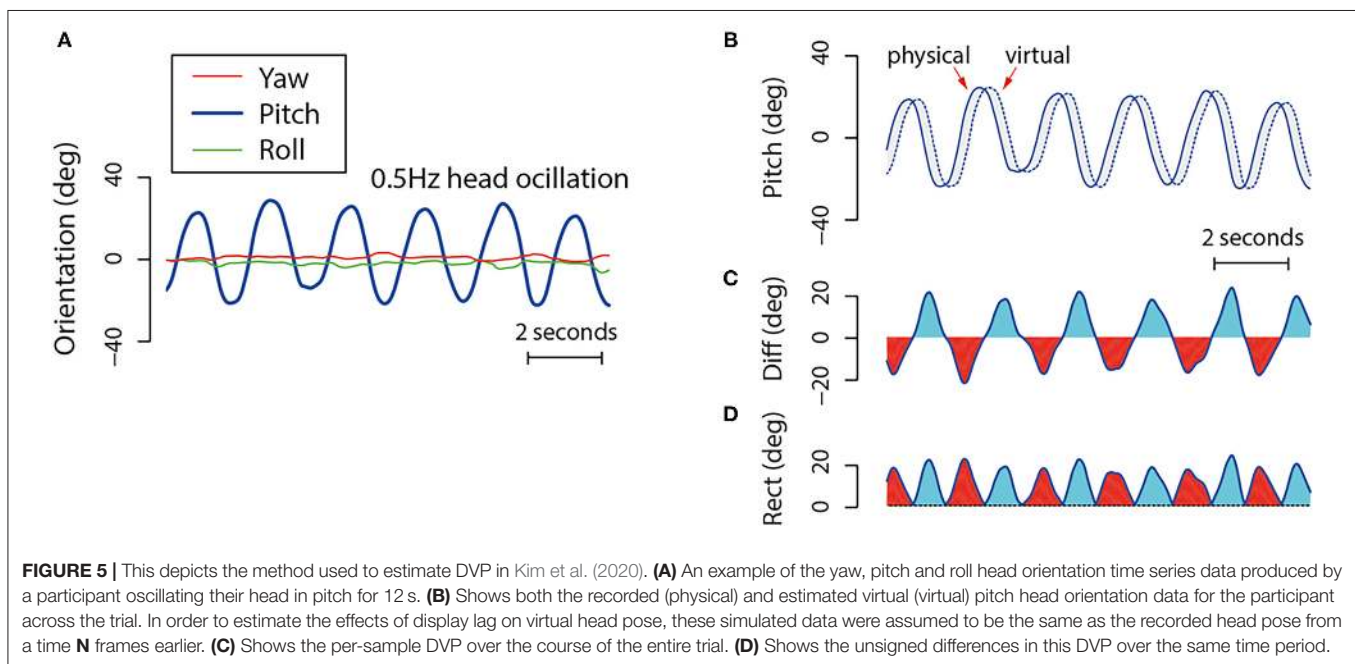 A
Yaw
Pitch
Roll
Orientation (deg)
40
0
−40
0.5Hz head ocillation
2 seconds
B
physical
virtual
Pitch (deg)
40
0
−40
2 seconds
C
Diff (deg)
20
0
−20
D
Rect (deg)
20
0
FIGURE 5 | This depicts the method used to estimate DVP in Kim et al. (2020). (A) An example of the yaw, pitch and roll head orientation time series data produced by
a participant oscillating their head in pitch for 12 s. (B) Shows both the recorded (physical) and estimated virtual (virtual) pitch head orientation data for the participant
across the trial. In order to estimate the effects of display lag on virtual head pose, these simulated data were assumed to be the same as the recorded head pose from
a time N frames earlier. (C) Shows the per-sample DVP over the course of the entire trial. (D) Shows the unsigned differences in this DVP over the same time period.